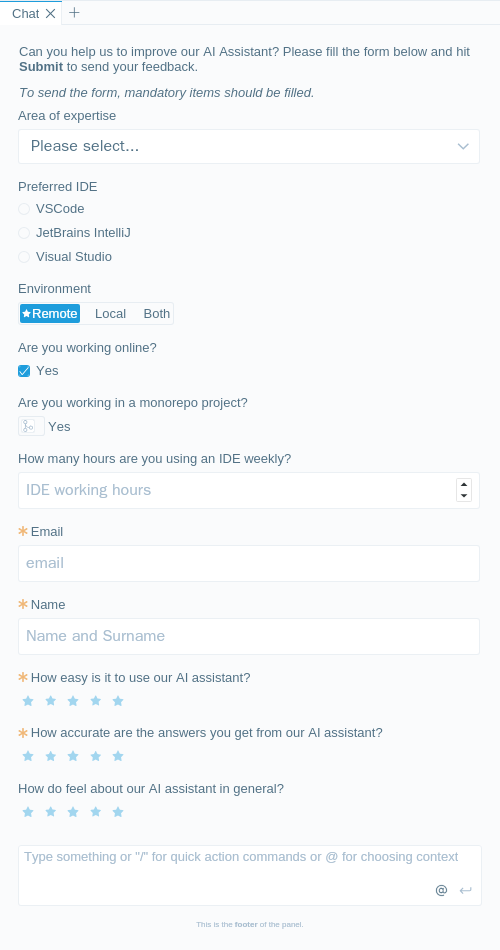 Chat
Can you help us to improve our AI Assistant? Please fill the form below and hit
Submit to send your feedback.
To send the form, mandatory items should be filled.
Area of expertise
Please select...
Preferred IDE
VSCode
JetBrains IntelliJ
Visual Studio
Environment
Remote Local Both
Are you working online?
Yes
Are you working in a monorepo project?
Yes
How many hours are you using an IDE weekly?
IDE working hours
Email
email
Name
Name and Surname
How easy is it to use our AI assistant?
How accurate are the answers you get from our AI assistant?
How do feel about our AI assistant in general?
Type something or "/" for quick action commands or @ for choosing context
@
This is the footer of the panel.